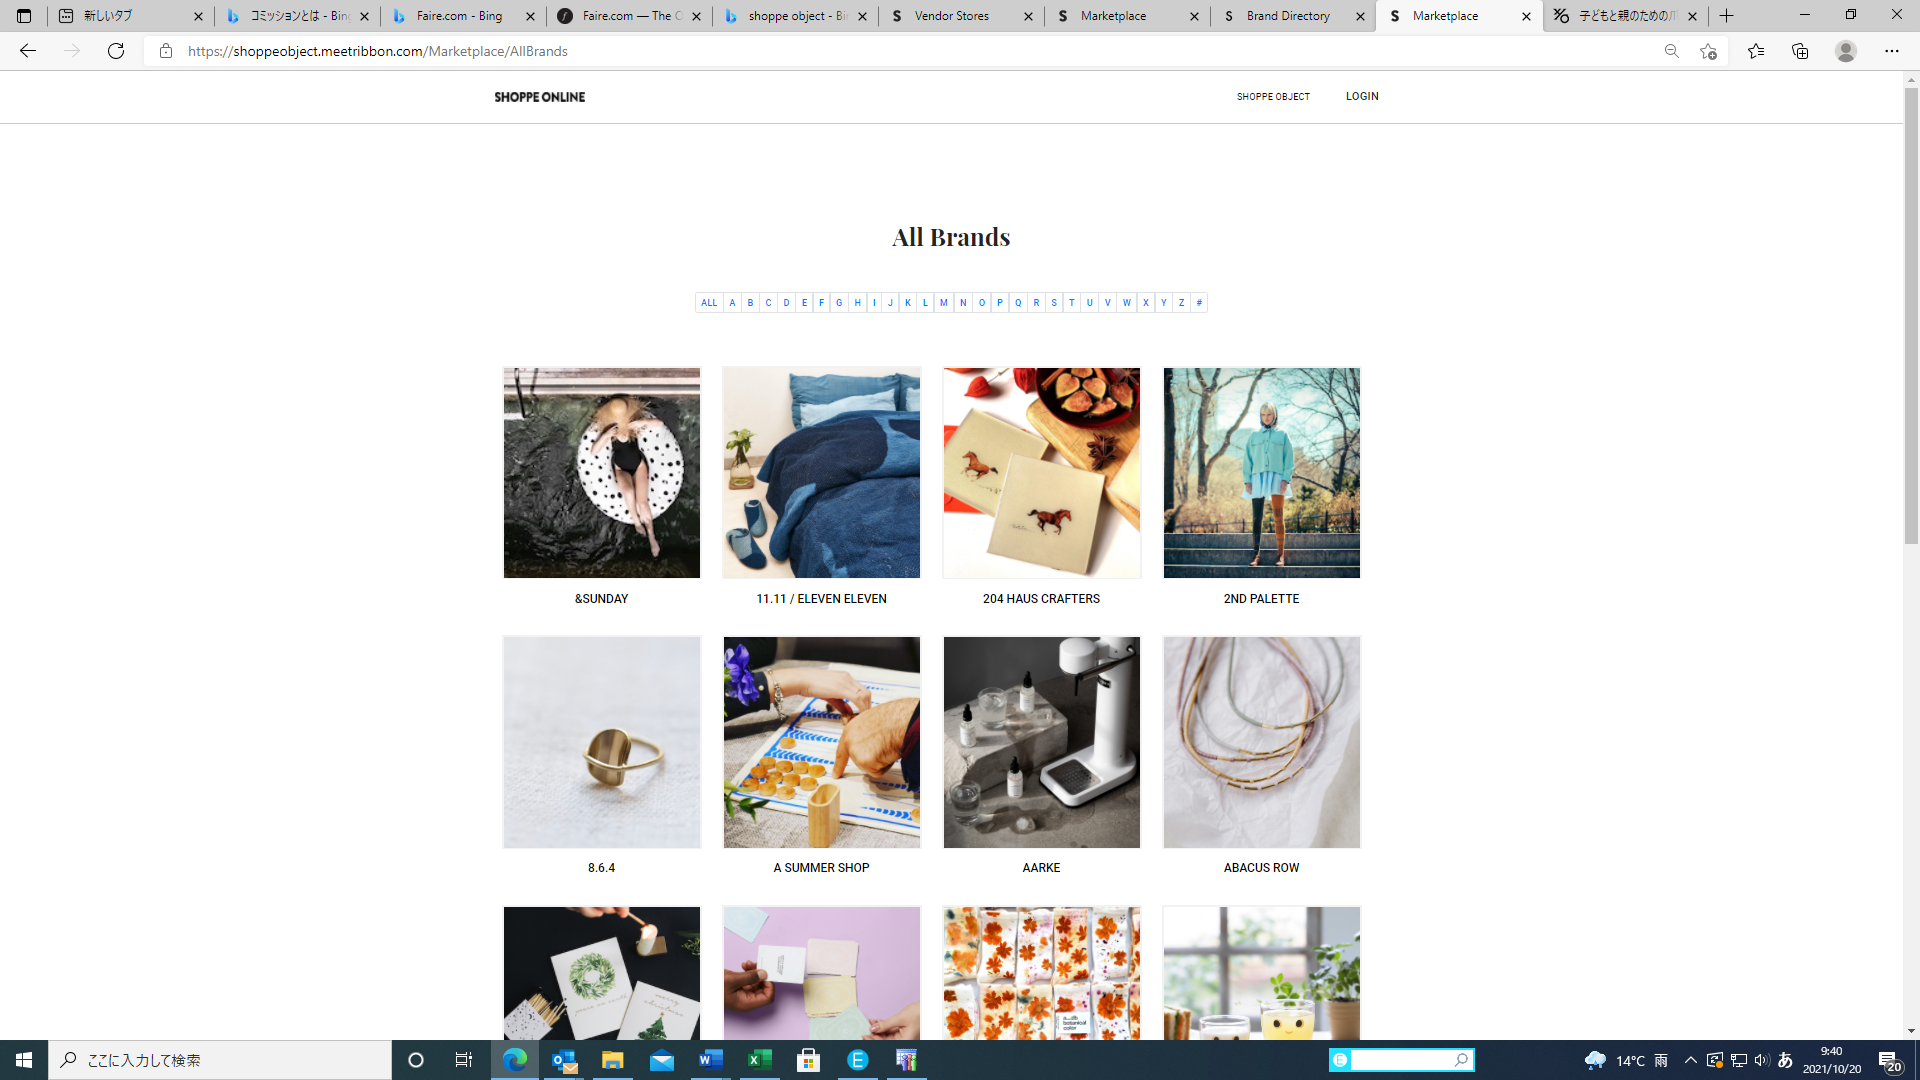 新しいタブ
コミッションとは - Bing
Faire.com - Bing
Faire.com — The O
shoppe object - Bi
Vendor Stores
Marketplace
Brand Directory
Marketplace
子どもと親のための
https://shoppeobject.meetribbon.com/Marketplace/AllBrands
SHOPPE ONLINE
SHOPPE OBJECT
LOGIN
All Brands
ALL A B C D E F G H I J K L M N O P Q R S T U V W X Y Z #
&SUNDAY
11.11 / ELEVEN ELEVEN
204 HAUS CRAFTERS
2ND PALETTE
8.6.4
A SUMMER SHOP
AARKE
ABACUS ROW
botanical
color
ここに入力して検索
14°C 雨
あ
9:40
2021/10/20
20